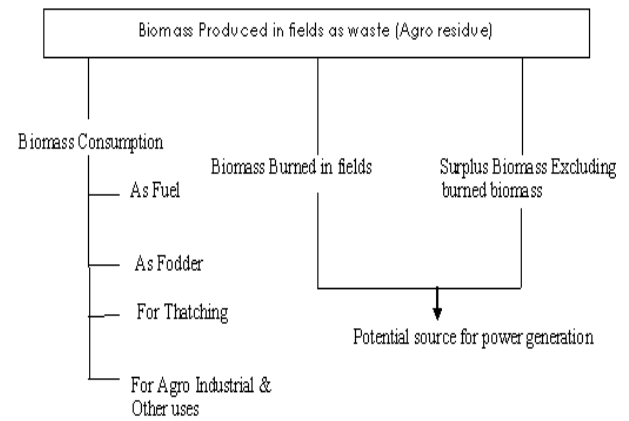 Biomass Produced in fields as waste (Agro residue)
Biomass Consumption
As Fuel
As Fodder
For Thatching
For Agro Industrial &
Other uses
Biomass Burned in fields
Surplus Biomass Excluding
burned biomass
Potential source for power generation